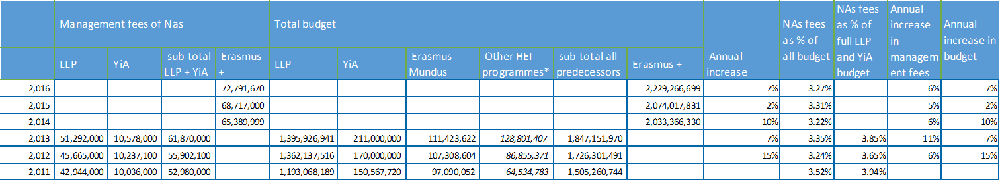 Management fees of Nas Total budget Annual increase NAs fees as % of all budget NAs fees as % of full LLP and YiA budget Annual increase in managem ent fees Annual increase in budget
LLP YiA sub-total LLP + YiA Erasmus + LLP YiA Erasmus Mundus Other HEI programmes* sub-total all predecessors Erasmus +
2,016 72,791,670 2,229,266,699 7% 3.27% 6% 7%
2,015 68,717,000 2,074,017,831 2% 3.31% 5% 2%
2,014 65,389,999 2,033,366,330 10% 3.22% 6% 10%
2,013 51,292,000 10,578,000 61,870,000 1,395,926,941 211,000,000 111,423,622 128,801,407 1,847,151,970 7% 3.35% 3.85% 11% 7%
2,012 45,665,000 10,237,100 55,902,100 1,362,137,516 170,000,000 107,308,604 86,855,371 1,726,301,491 15% 3.24% 3.65% 6% 15%
2,011 42,944,000 10,036,000 52,980,000 1,193,068,189 150,567,720 97,090,052 64,534,783 1,505,260,744 3.52% 3.94%